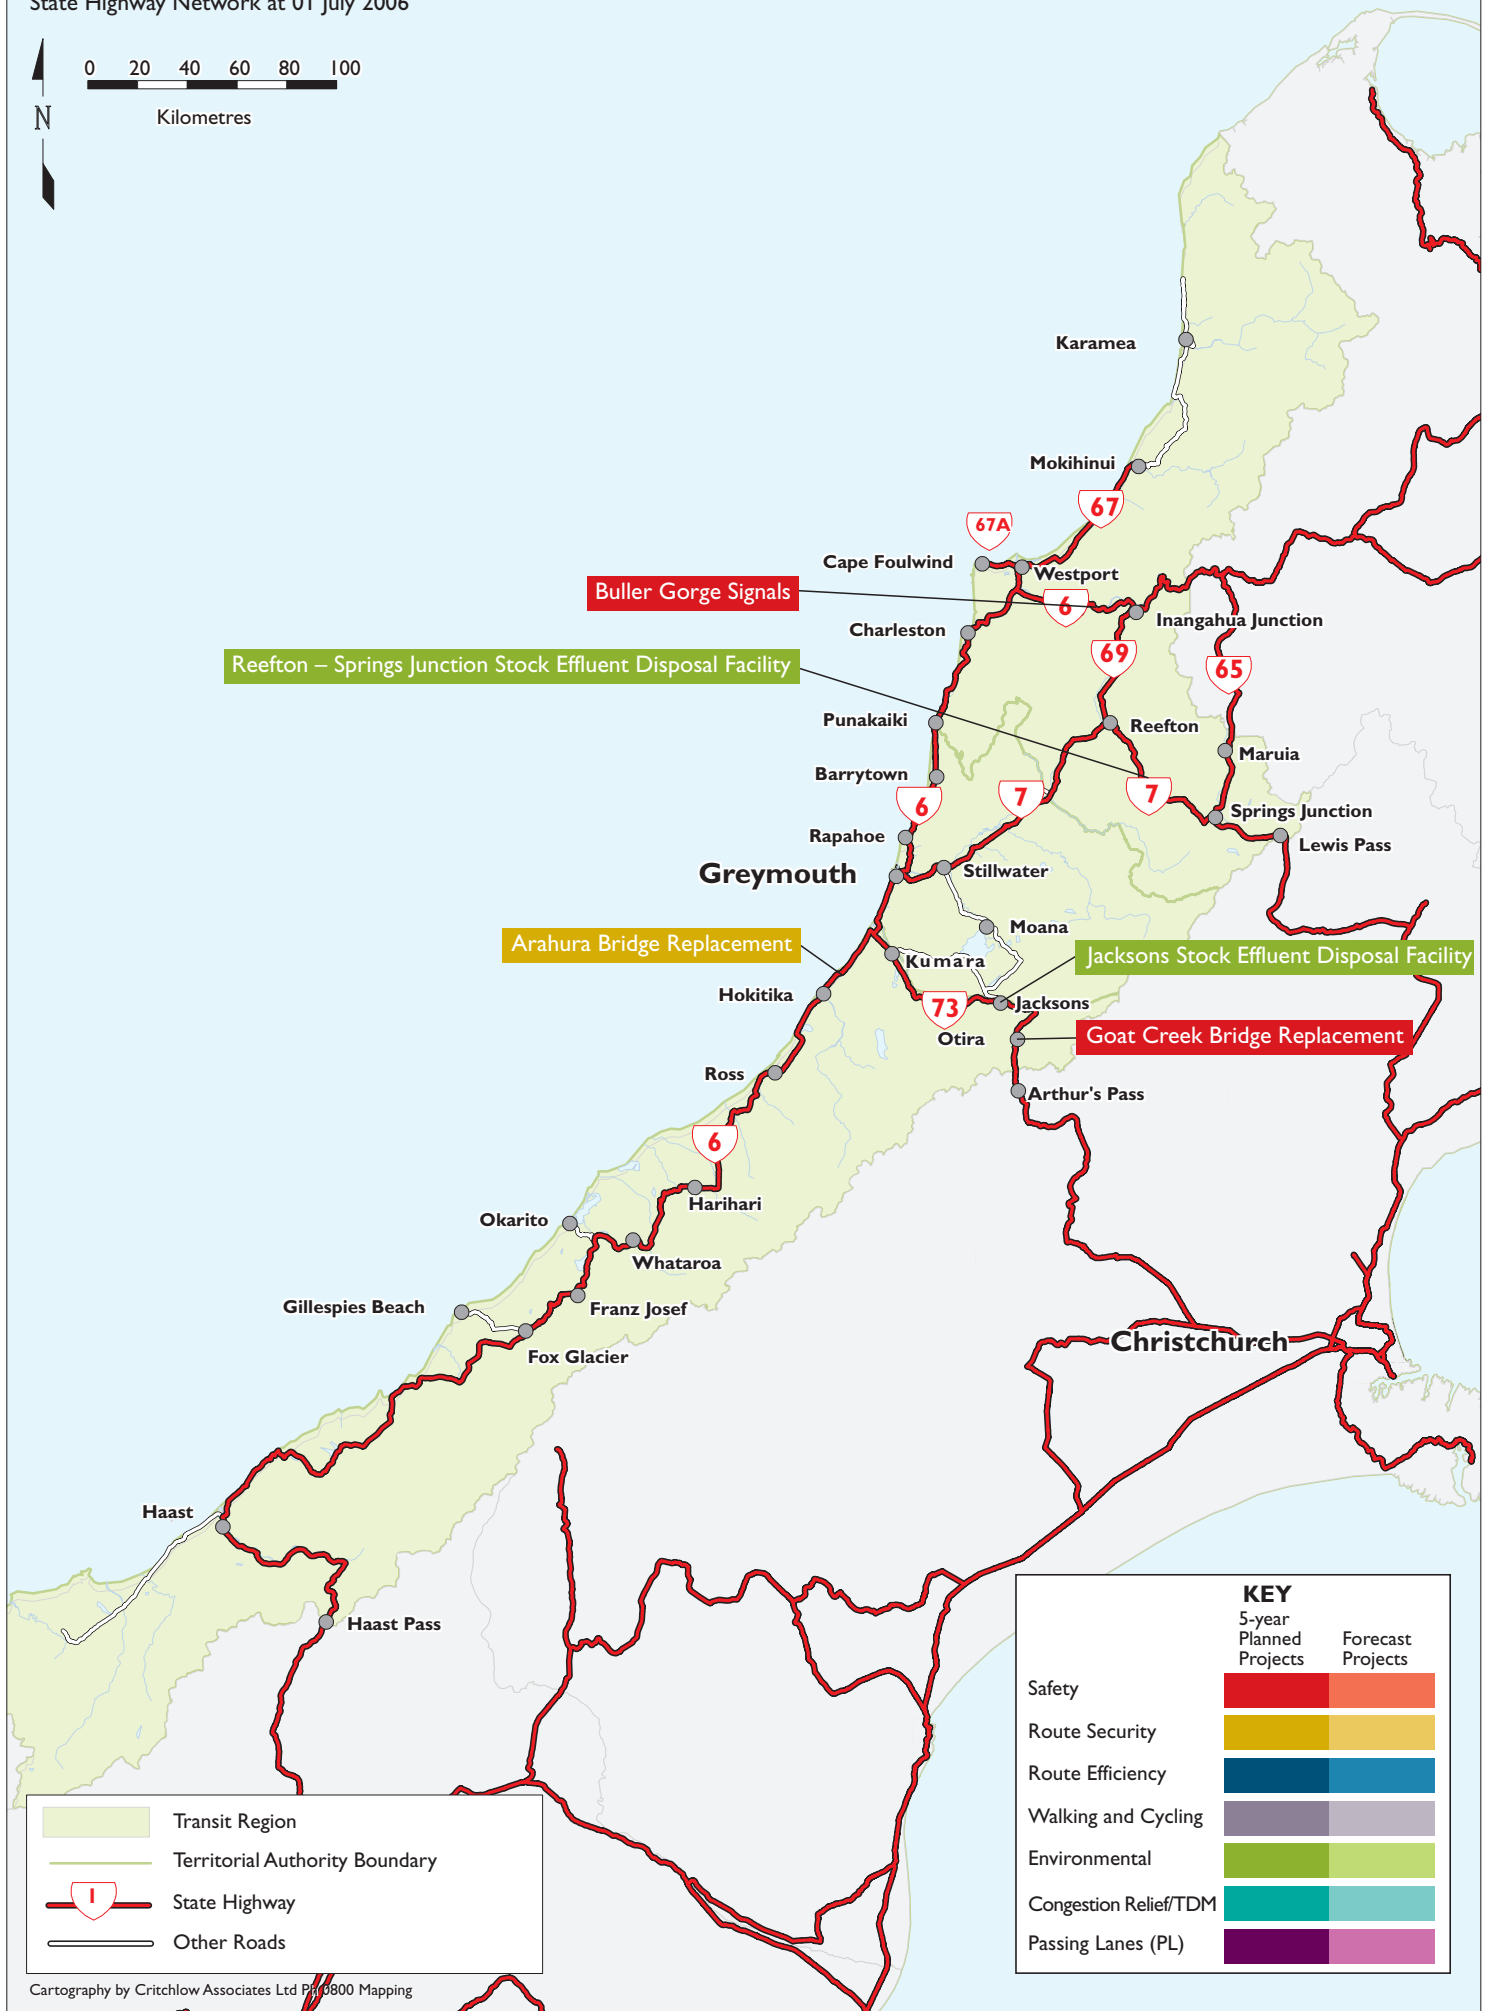 State Highway Network at 01 July 2006
0 20 40 60 80 100
Kilometres
N
Karamea
Mokihinui
67
67A
Cape Foulwind
Westport
Buller Gorge Signals
6
Inangahua Junction
Charleston
69
65
Reefton – Springs Junction Stock Effluent Disposal Facility
Punakaiki
Reefton
Maruia
Barrytown
6
7
7
Springs Junction
Rapahoe
Lewis Pass
Greymouth
Stillwater
Moana
Arahura Bridge Replacement
Kumara
Jacksons Stock Effluent Disposal Facility
Hokitika
73
Jacksons
Otira
Goat Creek Bridge Replacement
Ross
Arthur's Pass
6
Harihari
Okarito
Whataroa
Gillespies Beach
Franz Josef
Fox Glacier
Christchurch
Haast
Haast Pass
KEY
5-year
Planned
Projects
Forecast
Projects
Safety
Route Security
Route Efficiency
Walking and Cycling
Environmental
Congestion Relief/TDM
Passing Lanes (PL)
Transit Region
Territorial Authority Boundary
1
State Highway
Other Roads
Cartography by Critchlow Associates Ltd Ph 0800 Mapping